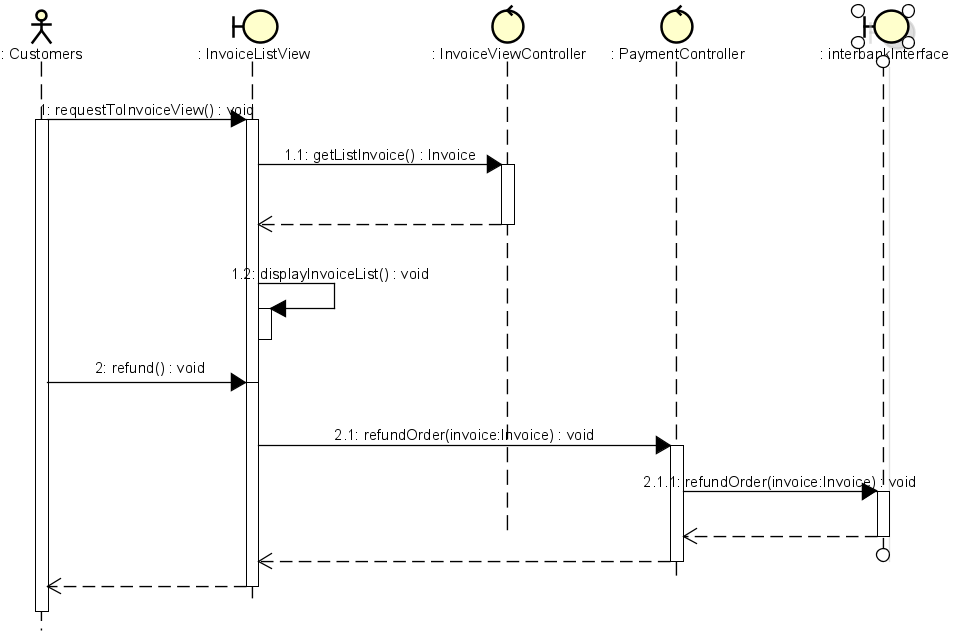 : Customers
: InvoiceListView
: InvoiceViewController
: PaymentController
: interbankInterface
1: requestToInvoiceView() : void
1.1: getListInvoice() : Invoice
1.2: displayInvoiceList() : void
2: refund() : void
2.1: refundOrder(invoice:Invoice) : void
2.1.1: refundOrder(invoice:Invoice) : void